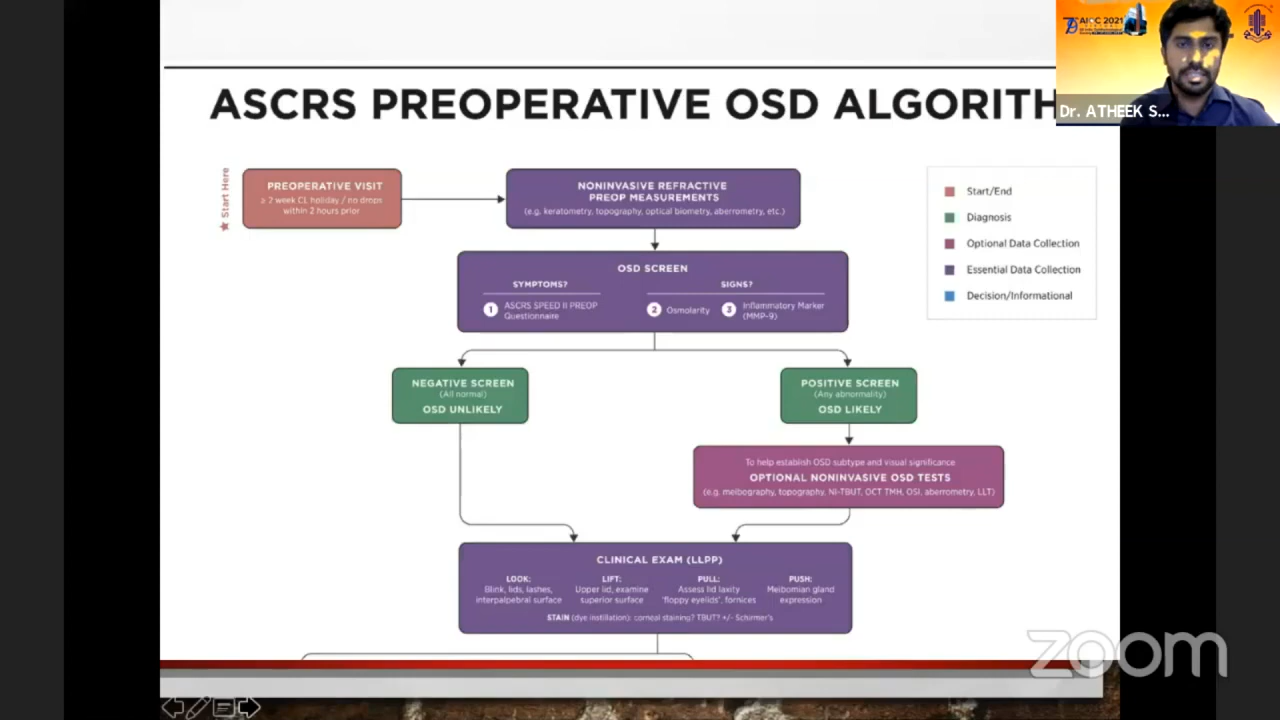 ASCRS PREOPERATIVE OSD ALGORITH
AIOC 2021
Dr. ATHEEK S...
Start Here
PREOPERATIVE VISIT
≥ 2 week CL holiday / no drops
within 2 hours prior
NONINVASIVE REFRACTIVE
PREOP MEASUREMENTS
(e.g. keratometry, topography, optical biometry, aberrometry, etc.)
Start/End
Diagnosis
Optional Data Collection
Essential Data Collection
Decision/Informational
OSD SCREEN
SYMPTOMS?
1 ASCRS SPEED II PREOP
Questionnaire
SIGNS?
2 Osmolarity
3 Inflammatory Marker
(MMP-9)
NEGATIVE SCREEN
(All normal)
OSD UNLIKELY
POSITIVE SCREEN
(Any abnormality)
OSD LIKELY
To help establish OSD subtype and visual significance
OPTIONAL NONINVASIVE OSD TESTS
(e.g. meibography, topography, NI-TBUT, OCT TMH, OSI, aberrometry, LLT)
CLINICAL EXAM (LLPP)
LOOK:
Blink, lids, lashes,
interpalpebral surface
LIFT:
Upper lid, examine
superior surface
PULL:
Assess lid laxity
'floppy eyelids', fornices
PUSH:
Meibomian gland
expression
STAIN (dye instillation): corneal staining? TBUT? +/- Schirmer's
zoom